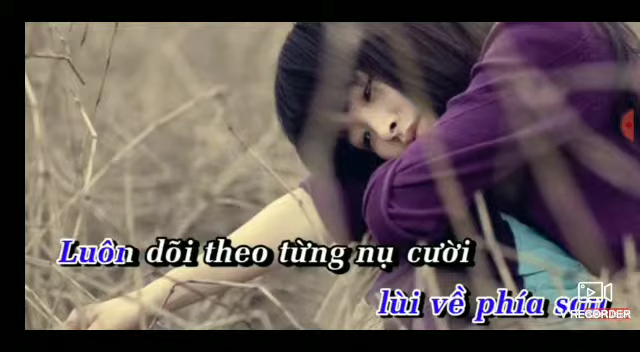 Luôn dõi theo từng nụ cười
lùi về phía sau
V RECORDER